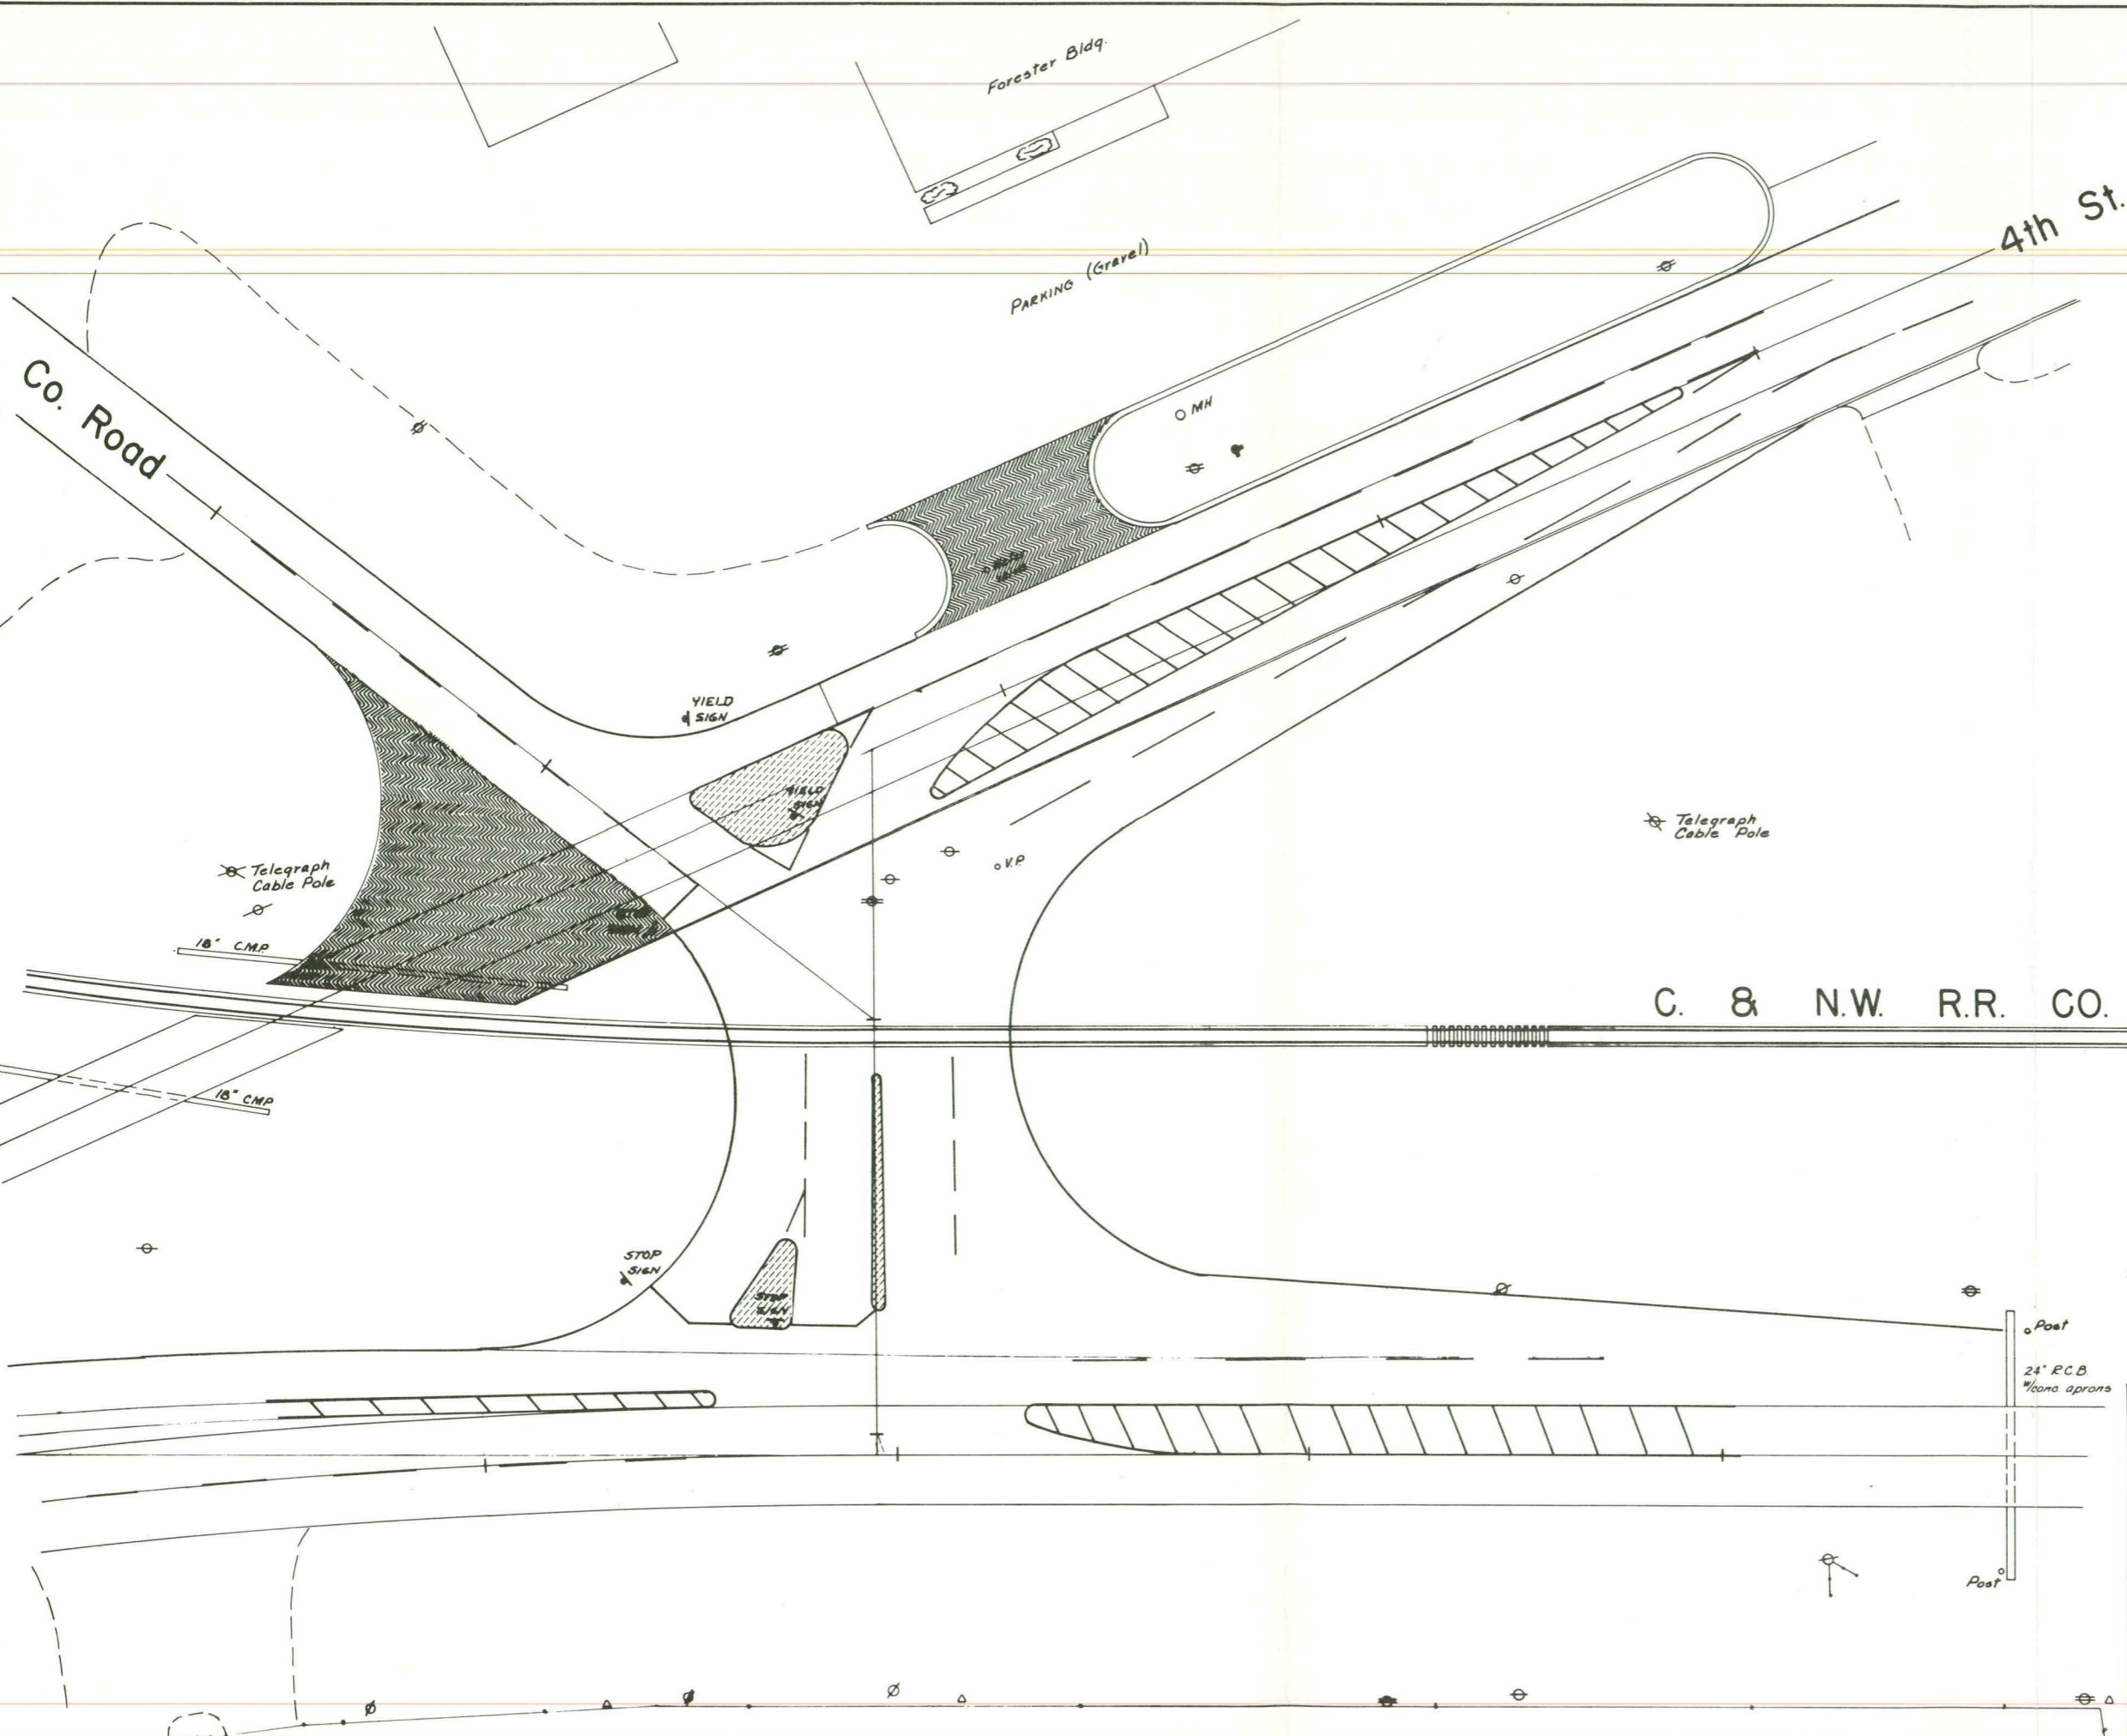 Forester Bldg.
4th St.
PARKING (Gravel)
Co. Road
MH
YIELD
SIGN
YIELD
SIGN
Telegraph
Cable Pole
V.P.
Telegraph
Cable Pole
18" C.M.P.
C. & N.W. R.R. CO.
18" CMP
STOP
SIGN
STOP
SIGN
Post
24" R.C.B.
W/conc. aprons
Post